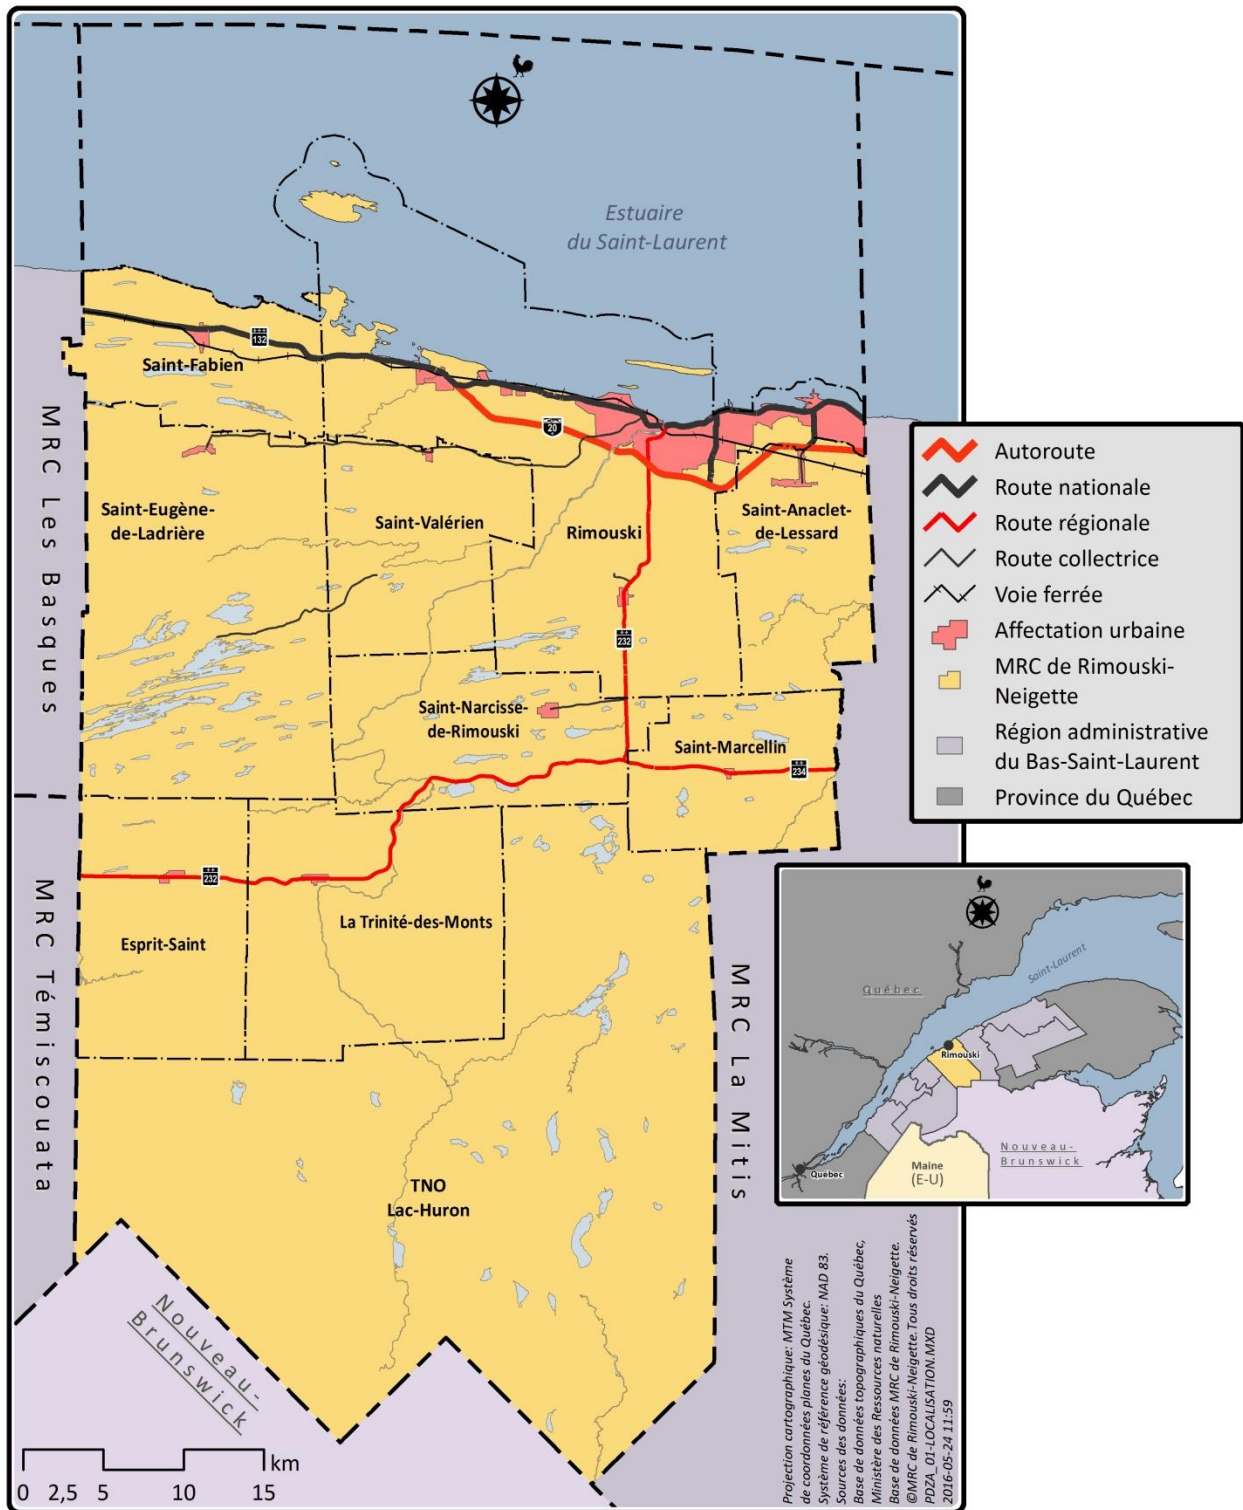 Estuaire
du Saint-Laurent
132
Saint-Fabien
20
Saint-Eugène-
de-Ladrière
Saint-Valérien
Rimouski
Saint-Anaclet-
de-Lessard
232
Saint-Narcisse-
de-Rimouski
Saint-Marcellin
234
232
La Trinité-des-Monts
Esprit-Saint
TNO
Lac-Huron
MRC Les Basques
MRC Témiscouata
MRC La Mitis
Nouveau-
Brunswick
km
0 2,5 5 10 15
Autoroute
Route nationale
Route régionale
Route collectrice
Voie ferrée
Affectation urbaine
MRC de Rimouski-
Neigette
Région administrative
du Bas-Saint-Laurent
Province du Québec
Saint-Laurent
Québec
Rimouski
Nouveau-
Brunswick
Maine
(E-U)
Québec
Projection cartographique: MTM Système
de coordonnées planes du Québec.
Système de référence géodésique: NAD 83.
Sources des données:
Base de données topographiques du Québec,
Ministère des Ressources naturelles
Base de données MRC de Rimouski-Neigette.
©MRC de Rimouski-Neigette.Tous droits réservés
PDZA_01-LOCALISATION.MXD
2016-05-24 11:59